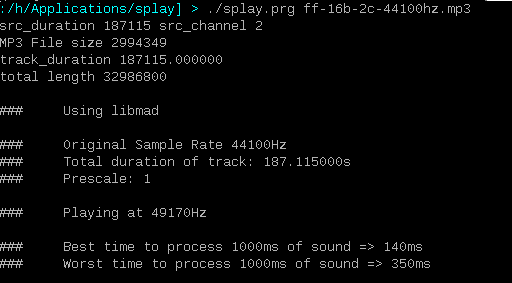 :/h/Applications/splay] > ./splay.prg ff-16b-2c-44100hz.mp3
src_duration 187115 src_channel 2
MP3 File size 2994349
track_duration 187115.000000
total length 32986800
### Using libmad
### Original Sample Rate 44100Hz
### Total duration of track: 187.115000s
### Prescale: 1
### Playing at 49170Hz
### Best time to process 1000ms of sound => 140ms
### Worst time to process 1000ms of sound => 350ms